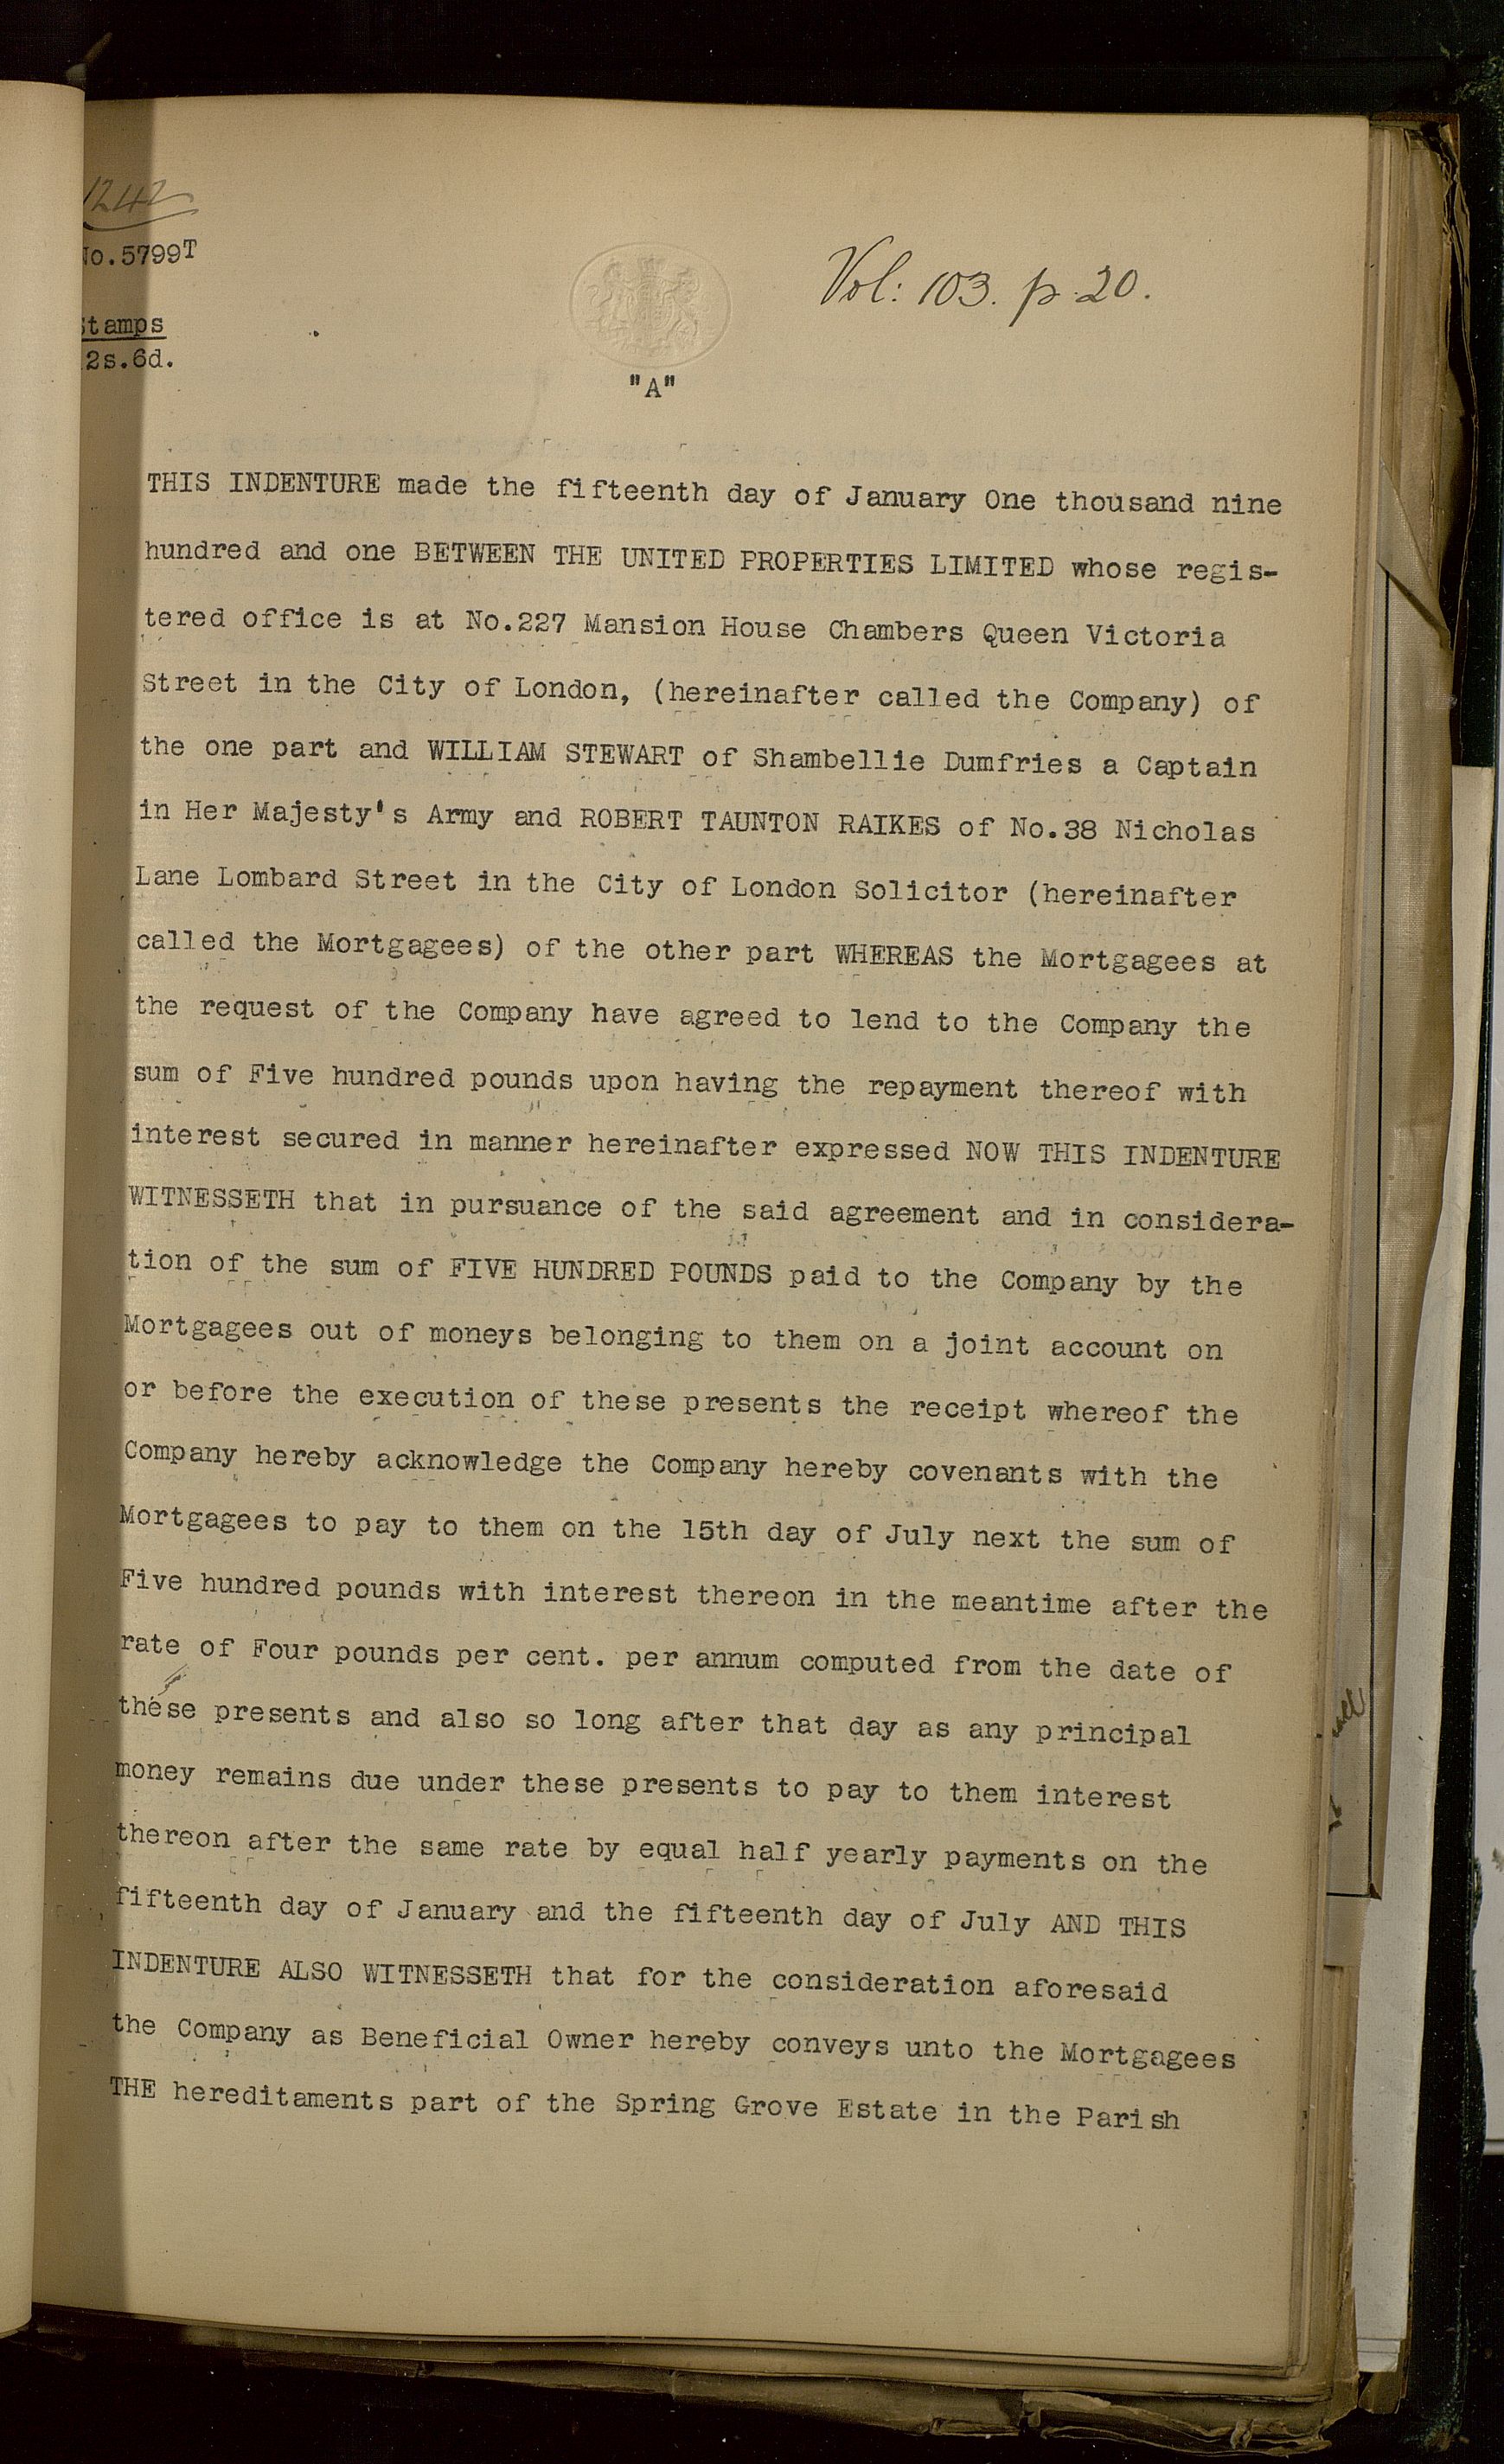 1242
No.5799T
Vol: 103. p. 20.
Stamps
2s.6d.
"A"
THIS INDENTURE made the fifteenth day of January One thousand nine
hundred and one BETWEEN THE UNITED PROPERTIES LIMITED whose regis-
tered office is at No.227 Mansion House Chambers Queen Victoria
Street in the City of London, (hereinafter called the Company) of
the one part and WILLIAM STEWART of Shambellie Dumfries a Captain
in Her Majesty's Army and ROBERT TAUNTON RAIKES of No.38 Nicholas
Lane Lombard Street in the City of London Solicitor (hereinafter
called the Mortgagees) of the other part WHEREAS the Mortgagees at
the request of the Company have agreed to lend to the Company the
sum of Five hundred pounds upon having the repayment thereof with
interest secured in manner hereinafter expressed NOW THIS INDENTURE
WITNESSETH that in pursuance of the said agreement and in considera-
tion of the sum of FIVE HUNDRED POUNDS paid to the Company by the
Mortgagees out of moneys belonging to them on a joint account on
or before the execution of these presents the receipt whereof the
Company hereby acknowledge the Company hereby covenants with the
Mortgagees to pay to them on the 15th day of July next the sum of
Five hundred pounds with interest thereon in the meantime after the
rate of Four pounds per cent. per annum computed from the date of
these presents and also so long after that day as any principal
money remains due under these presents to pay to them interest
thereon after the same rate by equal half yearly payments on the
fifteenth day of January and the fifteenth day of July AND THIS
INDENTURE ALSO WITNESSETH that for the consideration aforesaid
the Company as Beneficial Owner hereby conveys unto the Mortgagees
THE hereditaments part of the Spring Grove Estate in the Parish